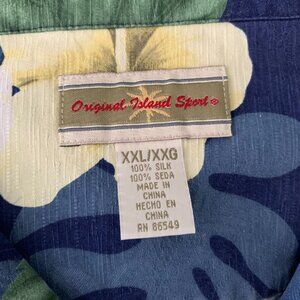 Original Island Sport®
XXL/XXG
100% SILK
100% SEDA
MADE IN
CHINA
HECHO EN
CHINA
RN 86549